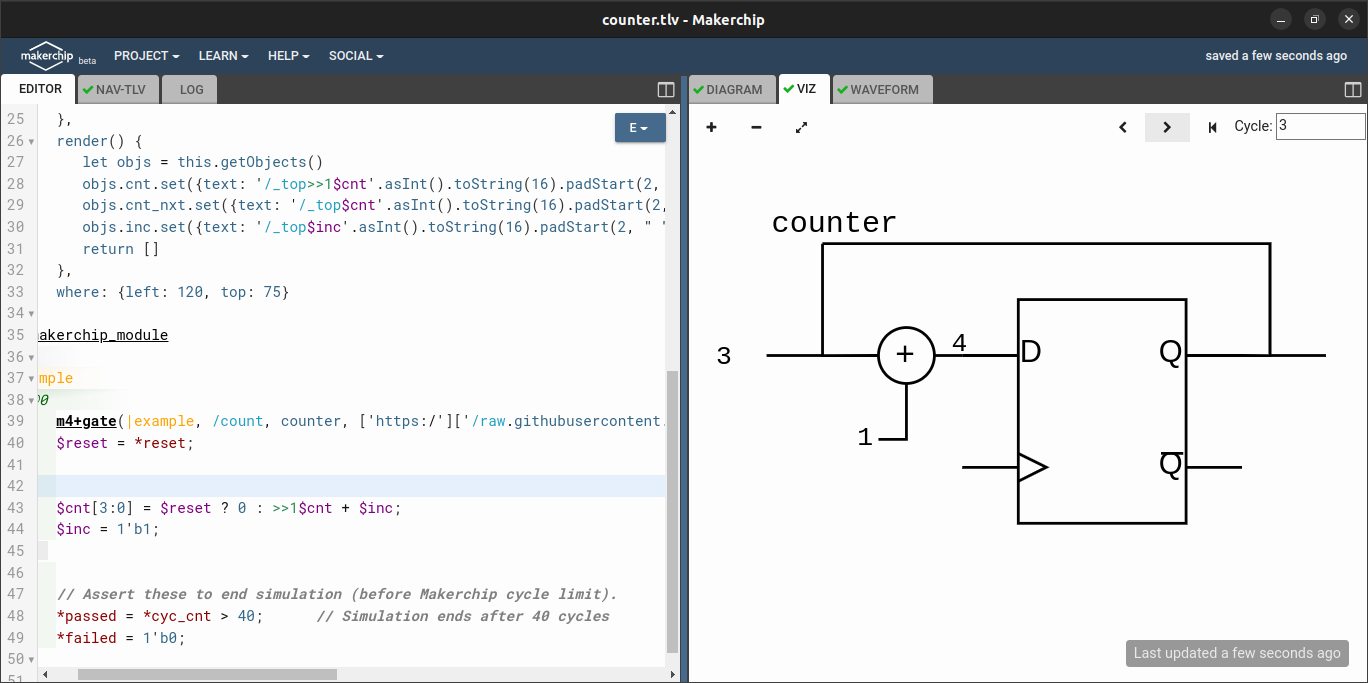 counter.tlv - Makerchip
makerchip beta PROJECT LEARN HELP SOCIAL saved a few seconds ago
EDITOR NAV-TLV LOG
25 },
26 render() {
27 let objs = this.getObjects()
28 objs.cnt.set({text: '/_top>>1$cnt'.asInt().toString(16).padStart(2,
29 objs.cnt_nxt.set({text: '/_top$cnt'.asInt().toString(16).padStart(2,
30 objs.inc.set({text: '/_top$inc'.asInt().toString(16).padStart(2, " "
31 return []
32 },
33 where: {left: 120, top: 75}
34
35 akerchip_module
36
37 mple
38 0
39 m4+gate(|example, /count, counter, ['https:/']['/raw.githubusercontent.
40 $reset = *reset;
41
42
43 $cnt[3:0] = $reset ? 0 : >>1$cnt + $inc;
44 $inc = 1'b1;
45
46
47 // Assert these to end simulation (before Makerchip cycle limit).
48 *passed = *cyc_cnt > 40; // Simulation ends after 40 cycles
49 *failed = 1'b0;
50
51
E
DIAGRAM VIZ WAVEFORM
Cycle: 3
counter
3 + 4 D Q
1
Q
Last updated a few seconds ago